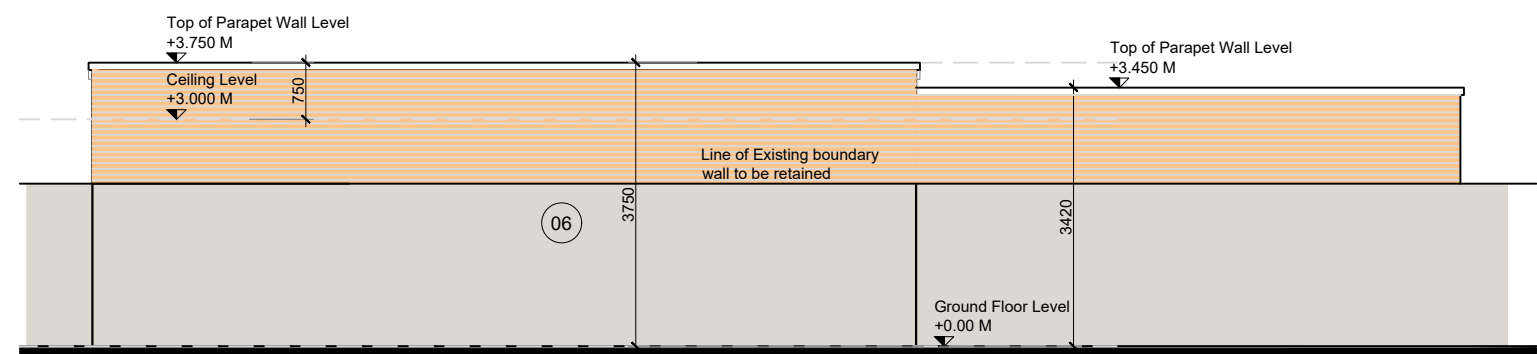 Top of Parapet Wall Level
+3.750 M
Top of Parapet Wall Level
+3.450 M
Ceiling Level
+3.000 M
750
Line of Existing boundary
wall to be retained
06
3750
3420
Ground Floor Level
+0.00 M